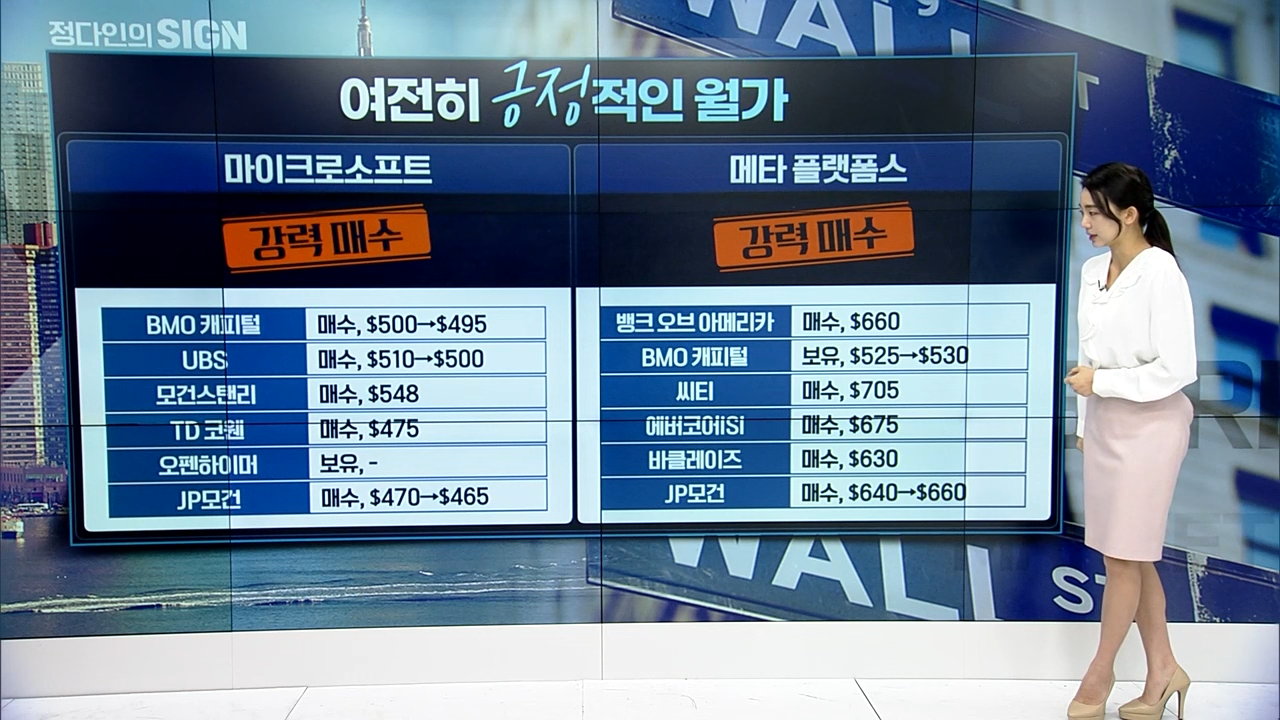 정다인의 SIGN
여전히 긍정적인 월가
마이크로소프트
강력 매수
BMO 캐피털 매수, $500→$495
UBS 매수, $510→$500
모건스탠리 매수, $548
TD 코웬 매수, $475
오펜하이머 보유, -
JP모건 매수, $470→$465
메타 플랫폼스
강력 매수
뱅크 오브 아메리카 매수, $660
BMO 캐피털 보유, $525→$530
씨티 매수, $705
에버코어iSi 매수, $675
바클레이즈 매수, $630
JP모건 매수, $640→$660
WALL
ST
WALL ST